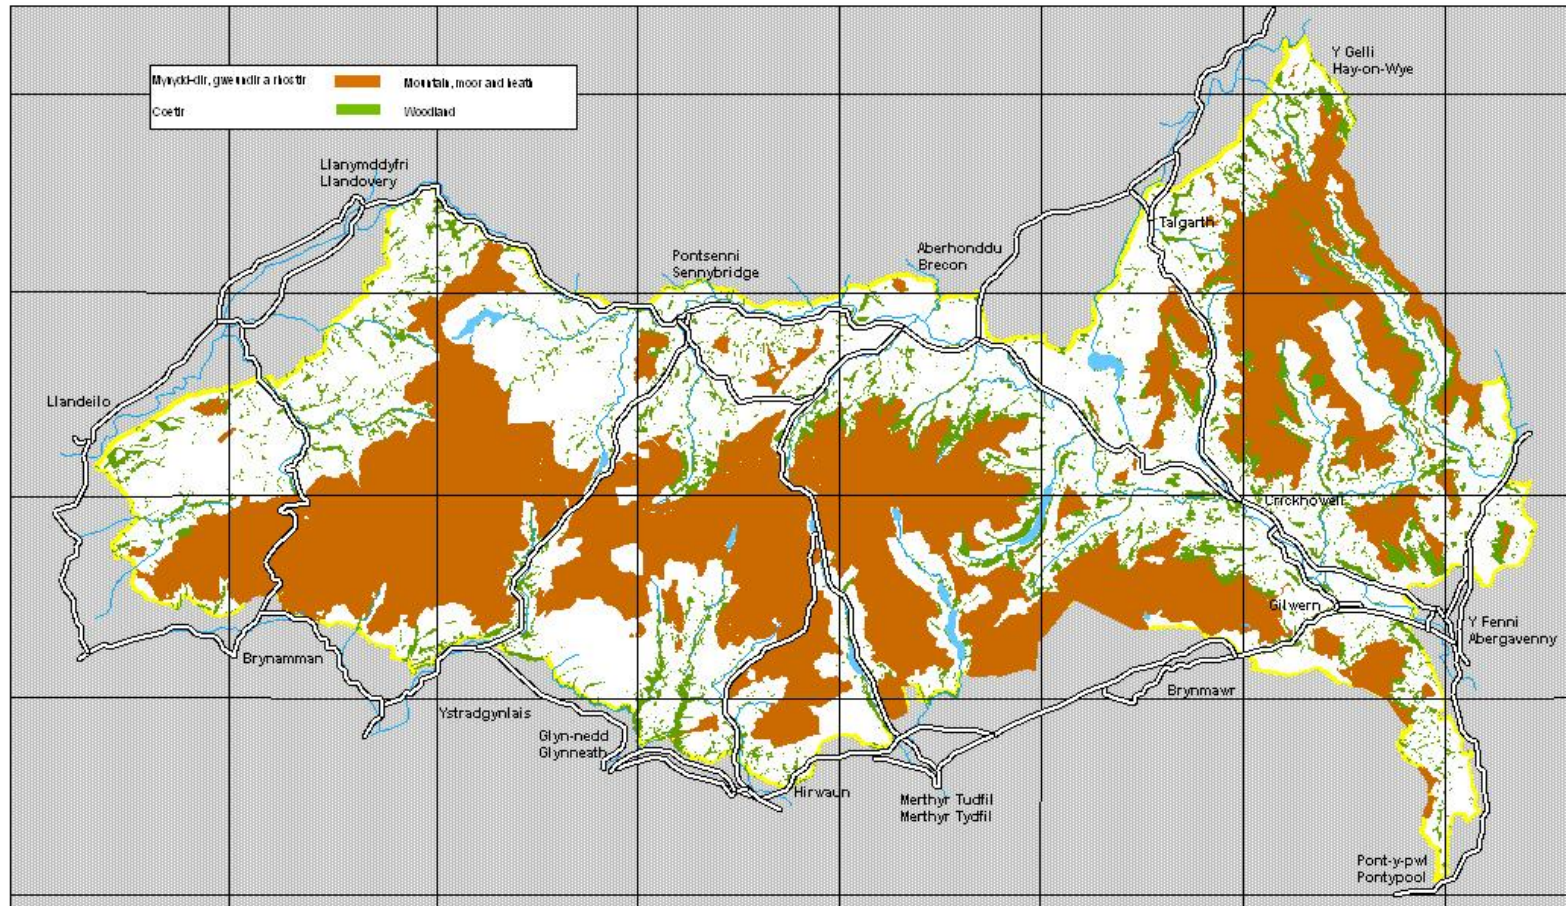 Mynydd-dir, gweundir a rhostir
Mountain, moor and heath
Coetir
Woodland
Y Gelli
Hay-on-Wye
Llanymddyfri
Llandovery
Talgarth
Aberhonddu
Brecon
Pontsenni
Sennybridge
Llandeilo
Crickhowell
Gilwern
Y Fenni
Abergavenny
Brynamman
Brynmawr
Ystradgynlais
Glyn-nedd
Glynneath
Hirwaun
Merthyr Tudfil
Merthyr Tydfil
Pont-y-pwl
Pontypool